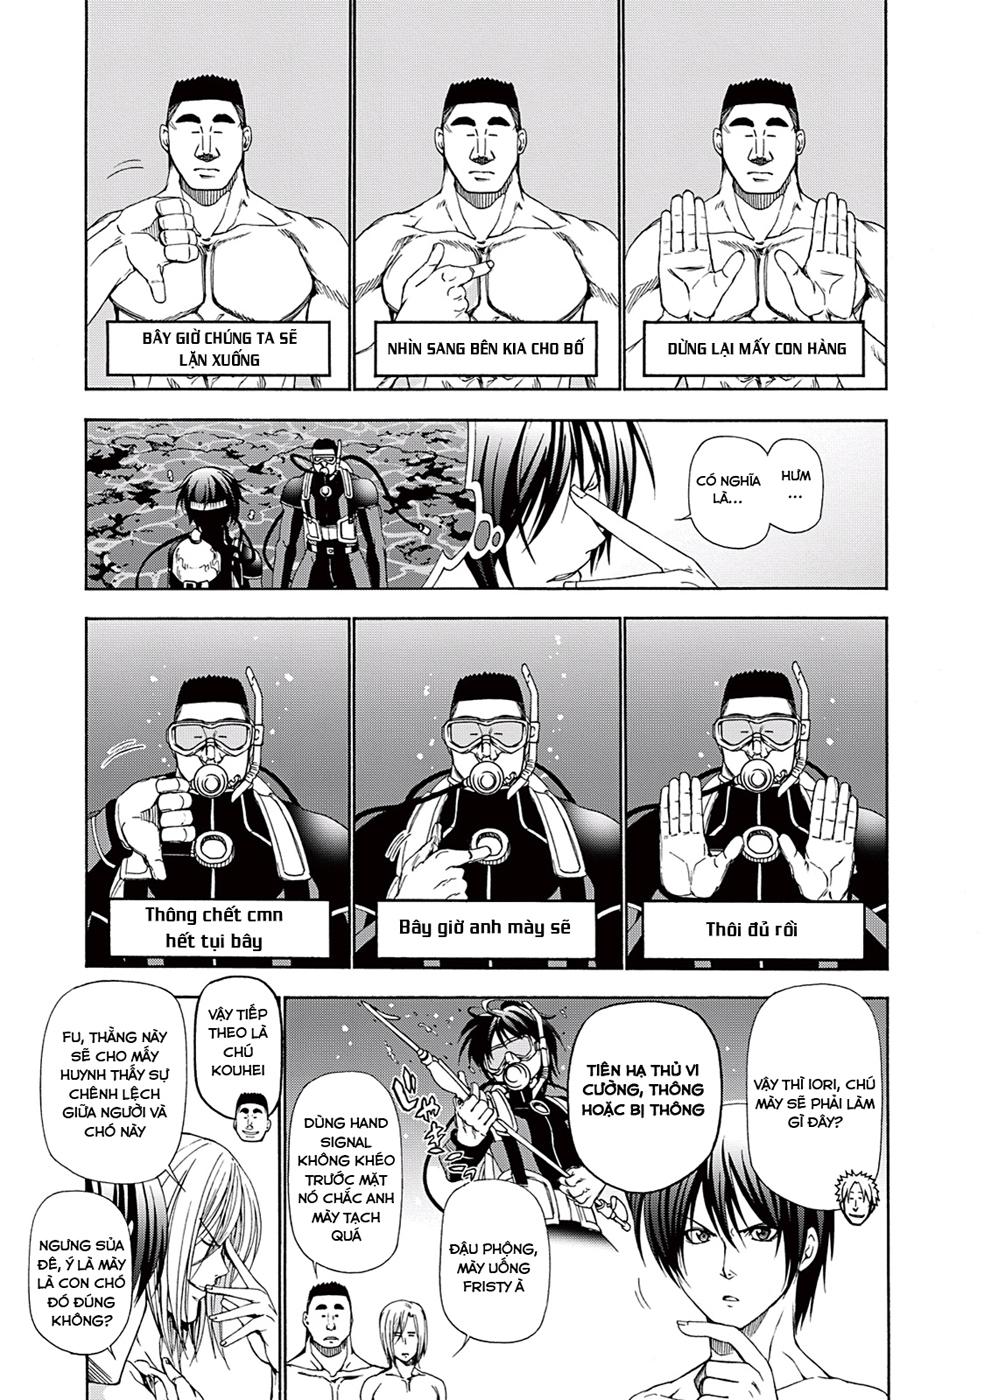 DỪNG LẠI MẤY CON HÀNG
NHÌN SANG BÊN KIA CHO BỐ
BÂY GIỜ CHÚNG TA SẼ
LẶN XUỐNG
HƯM
...
CÓ NGHĨA
LÀ...
Thôi đủ rồi
Bây giờ anh mày sẽ
Thông chết cmn
hết tụi bây
VẬY THÌ IORI, CHÚ
MÀY SẼ PHẢI LÀM
GÌ ĐÂY?
TIÊN HẠ THỦ VI
CƯỜNG, THÔNG
HOẶC BỊ THÔNG
ĐẬU PHỘNG,
MÀY UỐNG
FRISTY À
DÙNG HAND
SIGNAL
KHÔNG KHÉO
TRƯỚC MẶT
NÓ CHẮC ANH
MÀY TẠCH
QUÁ
VẬY TIẾP
THEO LÀ
CHÚ
KOUHEI
FU, THẰNG NÀY
SẼ CHO MẤY
HUYNH THẤY SỰ
CHÊNH LỆCH
GIỮA NGƯỜI VÀ
CHÓ NÀY
NGƯNG SỦA
ĐÊ, Ý LÀ MÀY
LÀ CON CHÓ
ĐÓ ĐÚNG
KHÔNG?